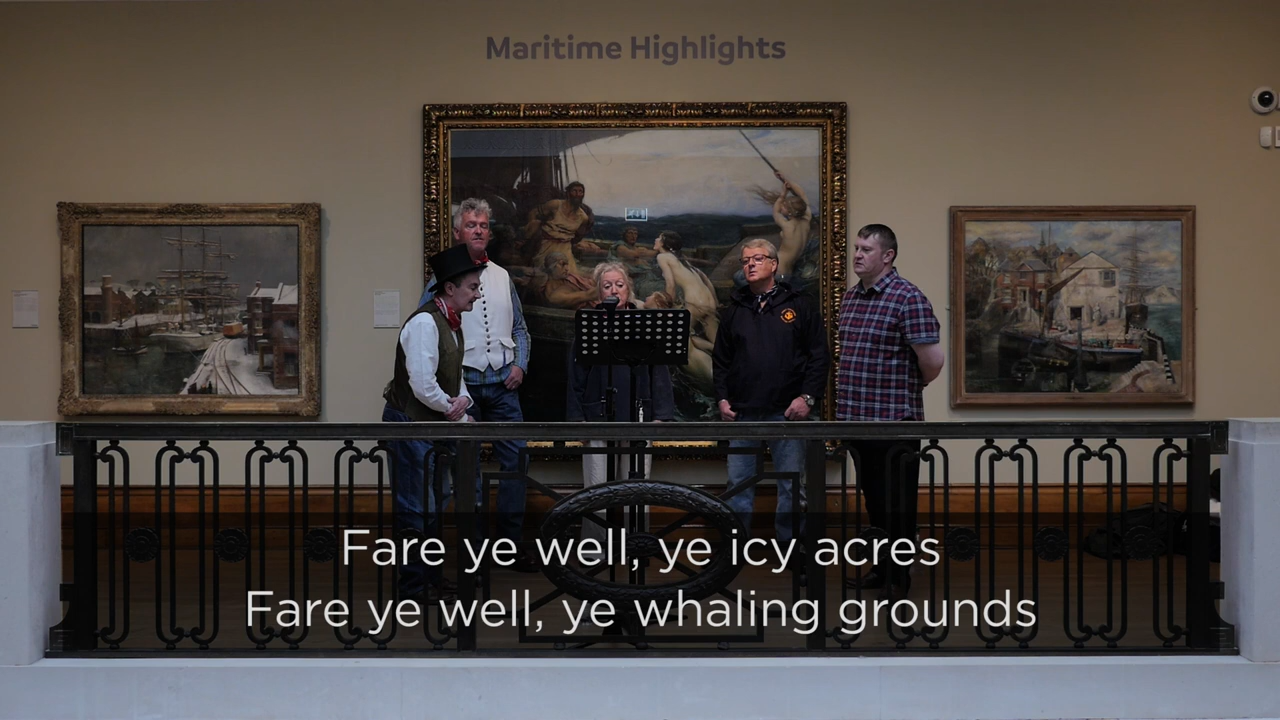 Maritime Highlights
Fare ye well, ye icy acres
Fare ye well, ye whaling grounds